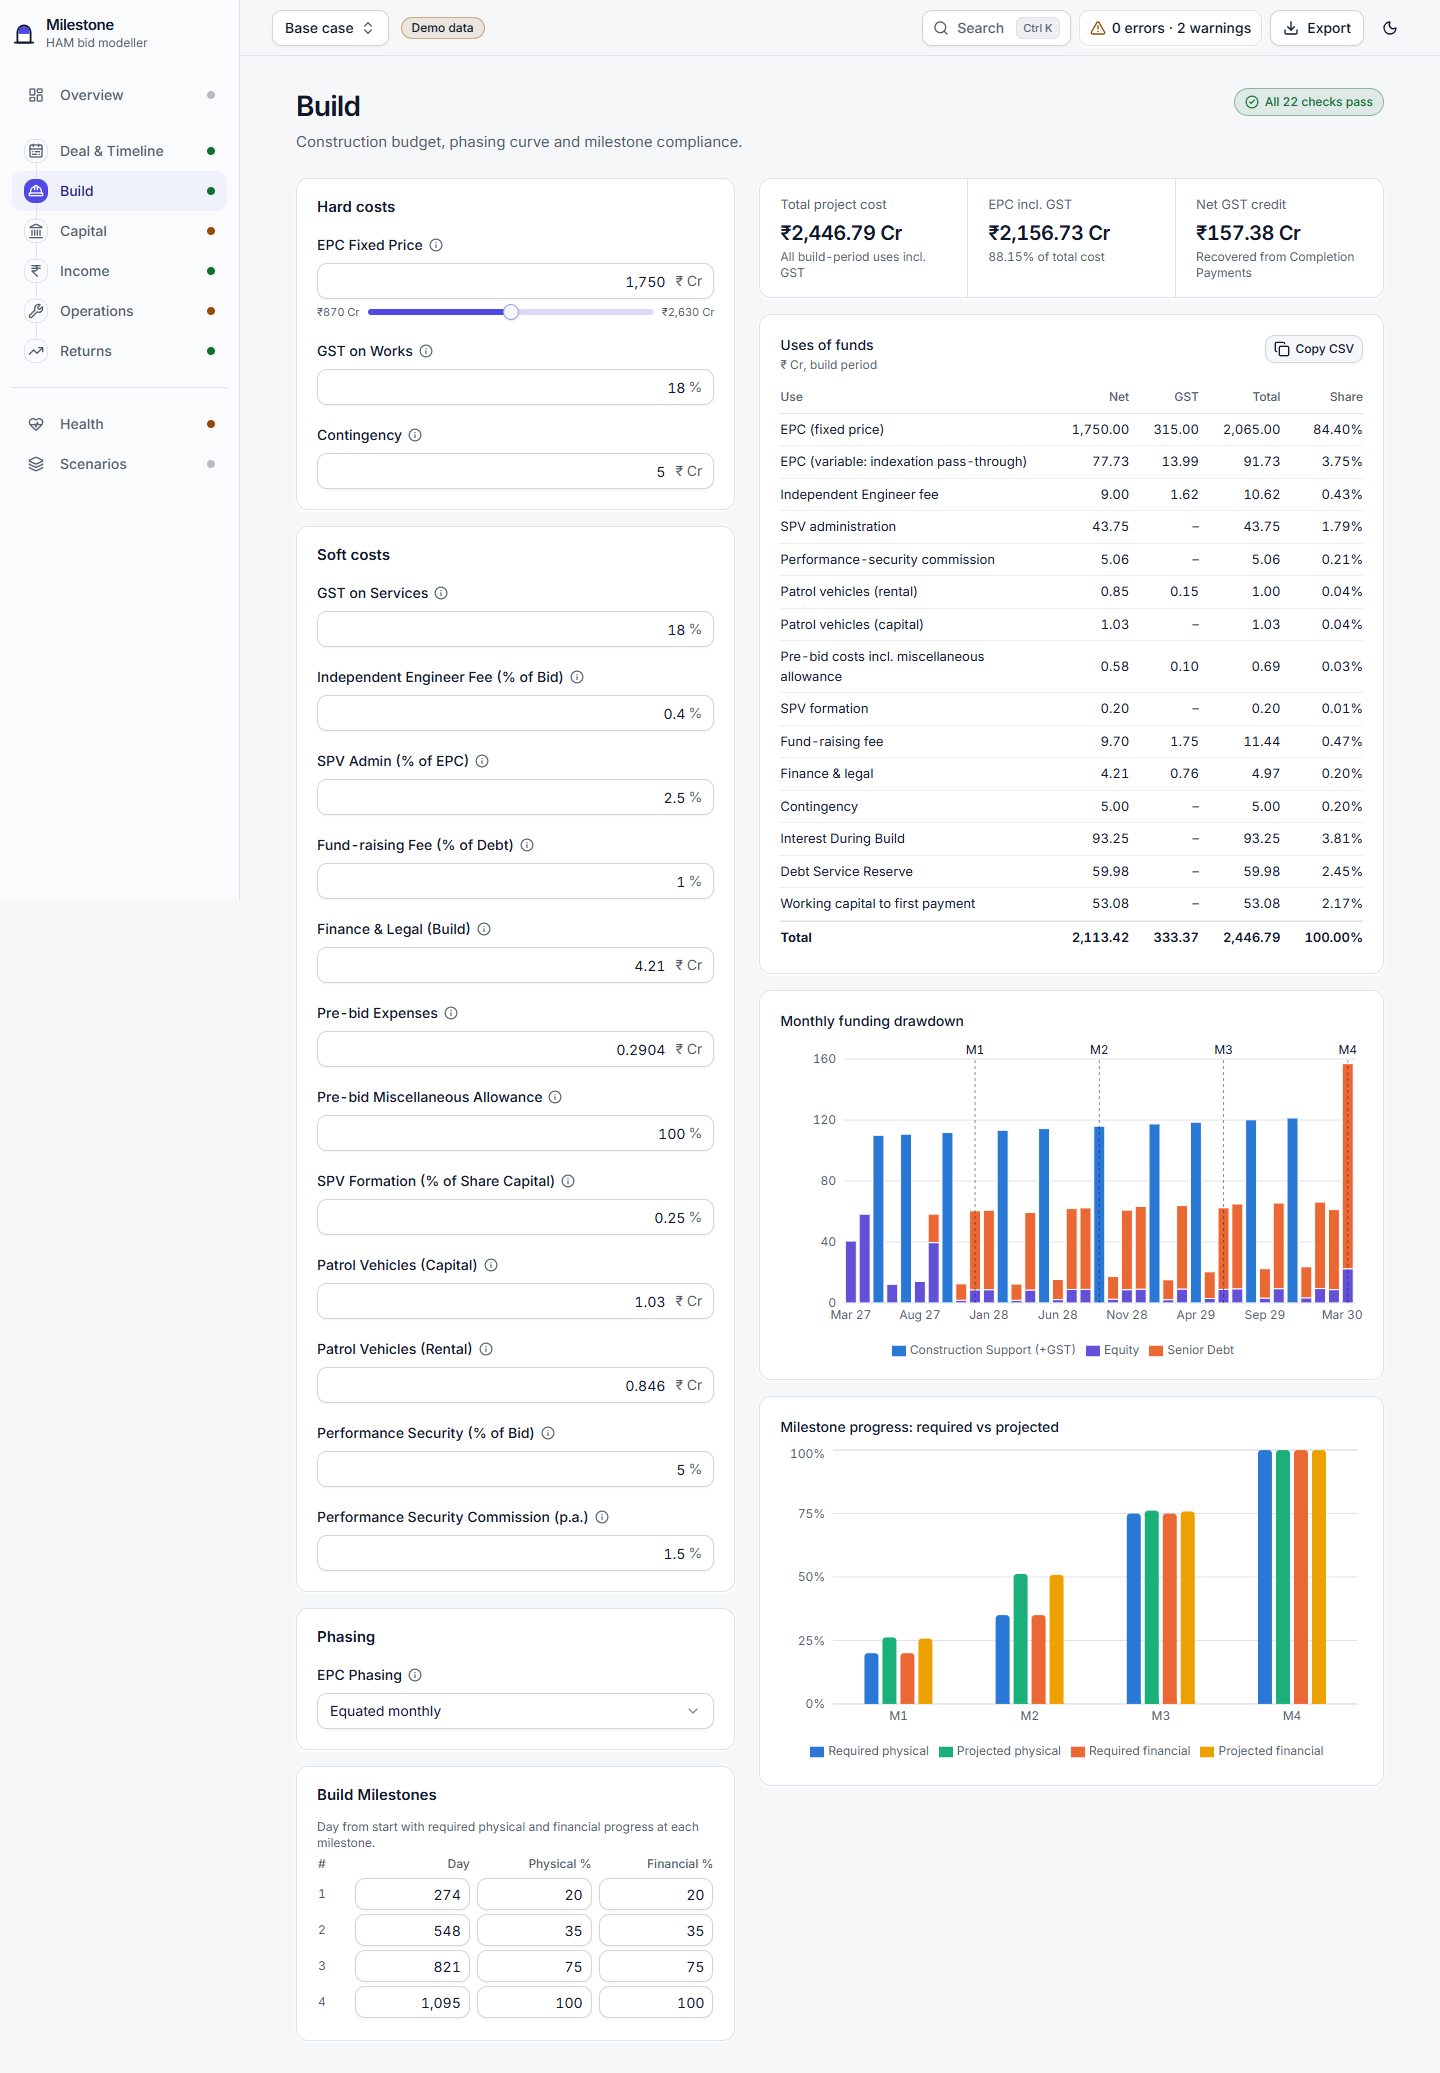 Milestone
HAM bid modeller
Overview
Deal & Timeline
Build
Capital
Income
Operations
Returns
Health
Scenarios
Base case
Demo data
Search Ctrl K
0 errors · 2 warnings
Export
Build
Construction budget, phasing curve and milestone compliance.
All 22 checks pass
Hard costs
EPC Fixed Price
1,750 ₹ Cr
₹870 Cr ₹2,630 Cr
GST on Works
18 %
Contingency
5 ₹ Cr
Soft costs
GST on Services
18 %
Independent Engineer Fee (% of Bid)
0.4 %
SPV Admin (% of EPC)
2.5 %
Fund-raising Fee (% of Debt)
1 %
Finance & Legal (Build)
4.21 ₹ Cr
Pre-bid Expenses
0.2904 ₹ Cr
Pre-bid Miscellaneous Allowance
100 %
SPV Formation (% of Share Capital)
0.25 %
Patrol Vehicles (Capital)
1.03 ₹ Cr
Patrol Vehicles (Rental)
0.846 ₹ Cr
Performance Security (% of Bid)
5 %
Performance Security Commission (p.a.)
1.5 %
Phasing
EPC Phasing
Equated monthly
Build Milestones
Day from start with required physical and financial progress at each
milestone.
# Day Physical % Financial %
1 274 20 20
2 548 35 35
3 821 75 75
4 1,095 100 100
Total project cost
₹2,446.79 Cr
All build-period uses incl.
GST
EPC incl. GST
₹2,156.73 Cr
88.15% of total cost
Net GST credit
₹157.38 Cr
Recovered from Completion
Payments
Uses of funds
₹ Cr, build period
Copy CSV
Use Net GST Total Share
EPC (fixed price) 1,750.00 315.00 2,065.00 84.40%
EPC (variable: indexation pass-through) 77.73 13.99 91.73 3.75%
Independent Engineer fee 9.00 1.62 10.62 0.43%
SPV administration 43.75 – 43.75 1.79%
Performance-security commission 5.06 – 5.06 0.21%
Patrol vehicles (rental) 0.85 0.15 1.00 0.04%
Patrol vehicles (capital) 1.03 – 1.03 0.04%
Pre-bid costs incl. miscellaneous
allowance 0.58 0.10 0.69 0.03%
SPV formation 0.20 – 0.20 0.01%
Fund-raising fee 9.70 1.75 11.44 0.47%
Finance & legal 4.21 0.76 4.97 0.20%
Contingency 5.00 – 5.00 0.20%
Interest During Build 93.25 – 93.25 3.81%
Debt Service Reserve 59.98 – 59.98 2.45%
Working capital to first payment 53.08 – 53.08 2.17%
Total 2,113.42 333.37 2,446.79 100.00%
Monthly funding drawdown
M1 M2 M3 M4
160
120
80
40
0
Mar 27 Aug 27 Jan 28 Jun 28 Nov 28 Apr 29 Sep 29 Mar 30
Construction Support (+GST) Equity Senior Debt
Milestone progress: required vs projected
100%
75%
50%
25%
0%
M1 M2 M3 M4
Required physical Projected physical Required financial Projected financial